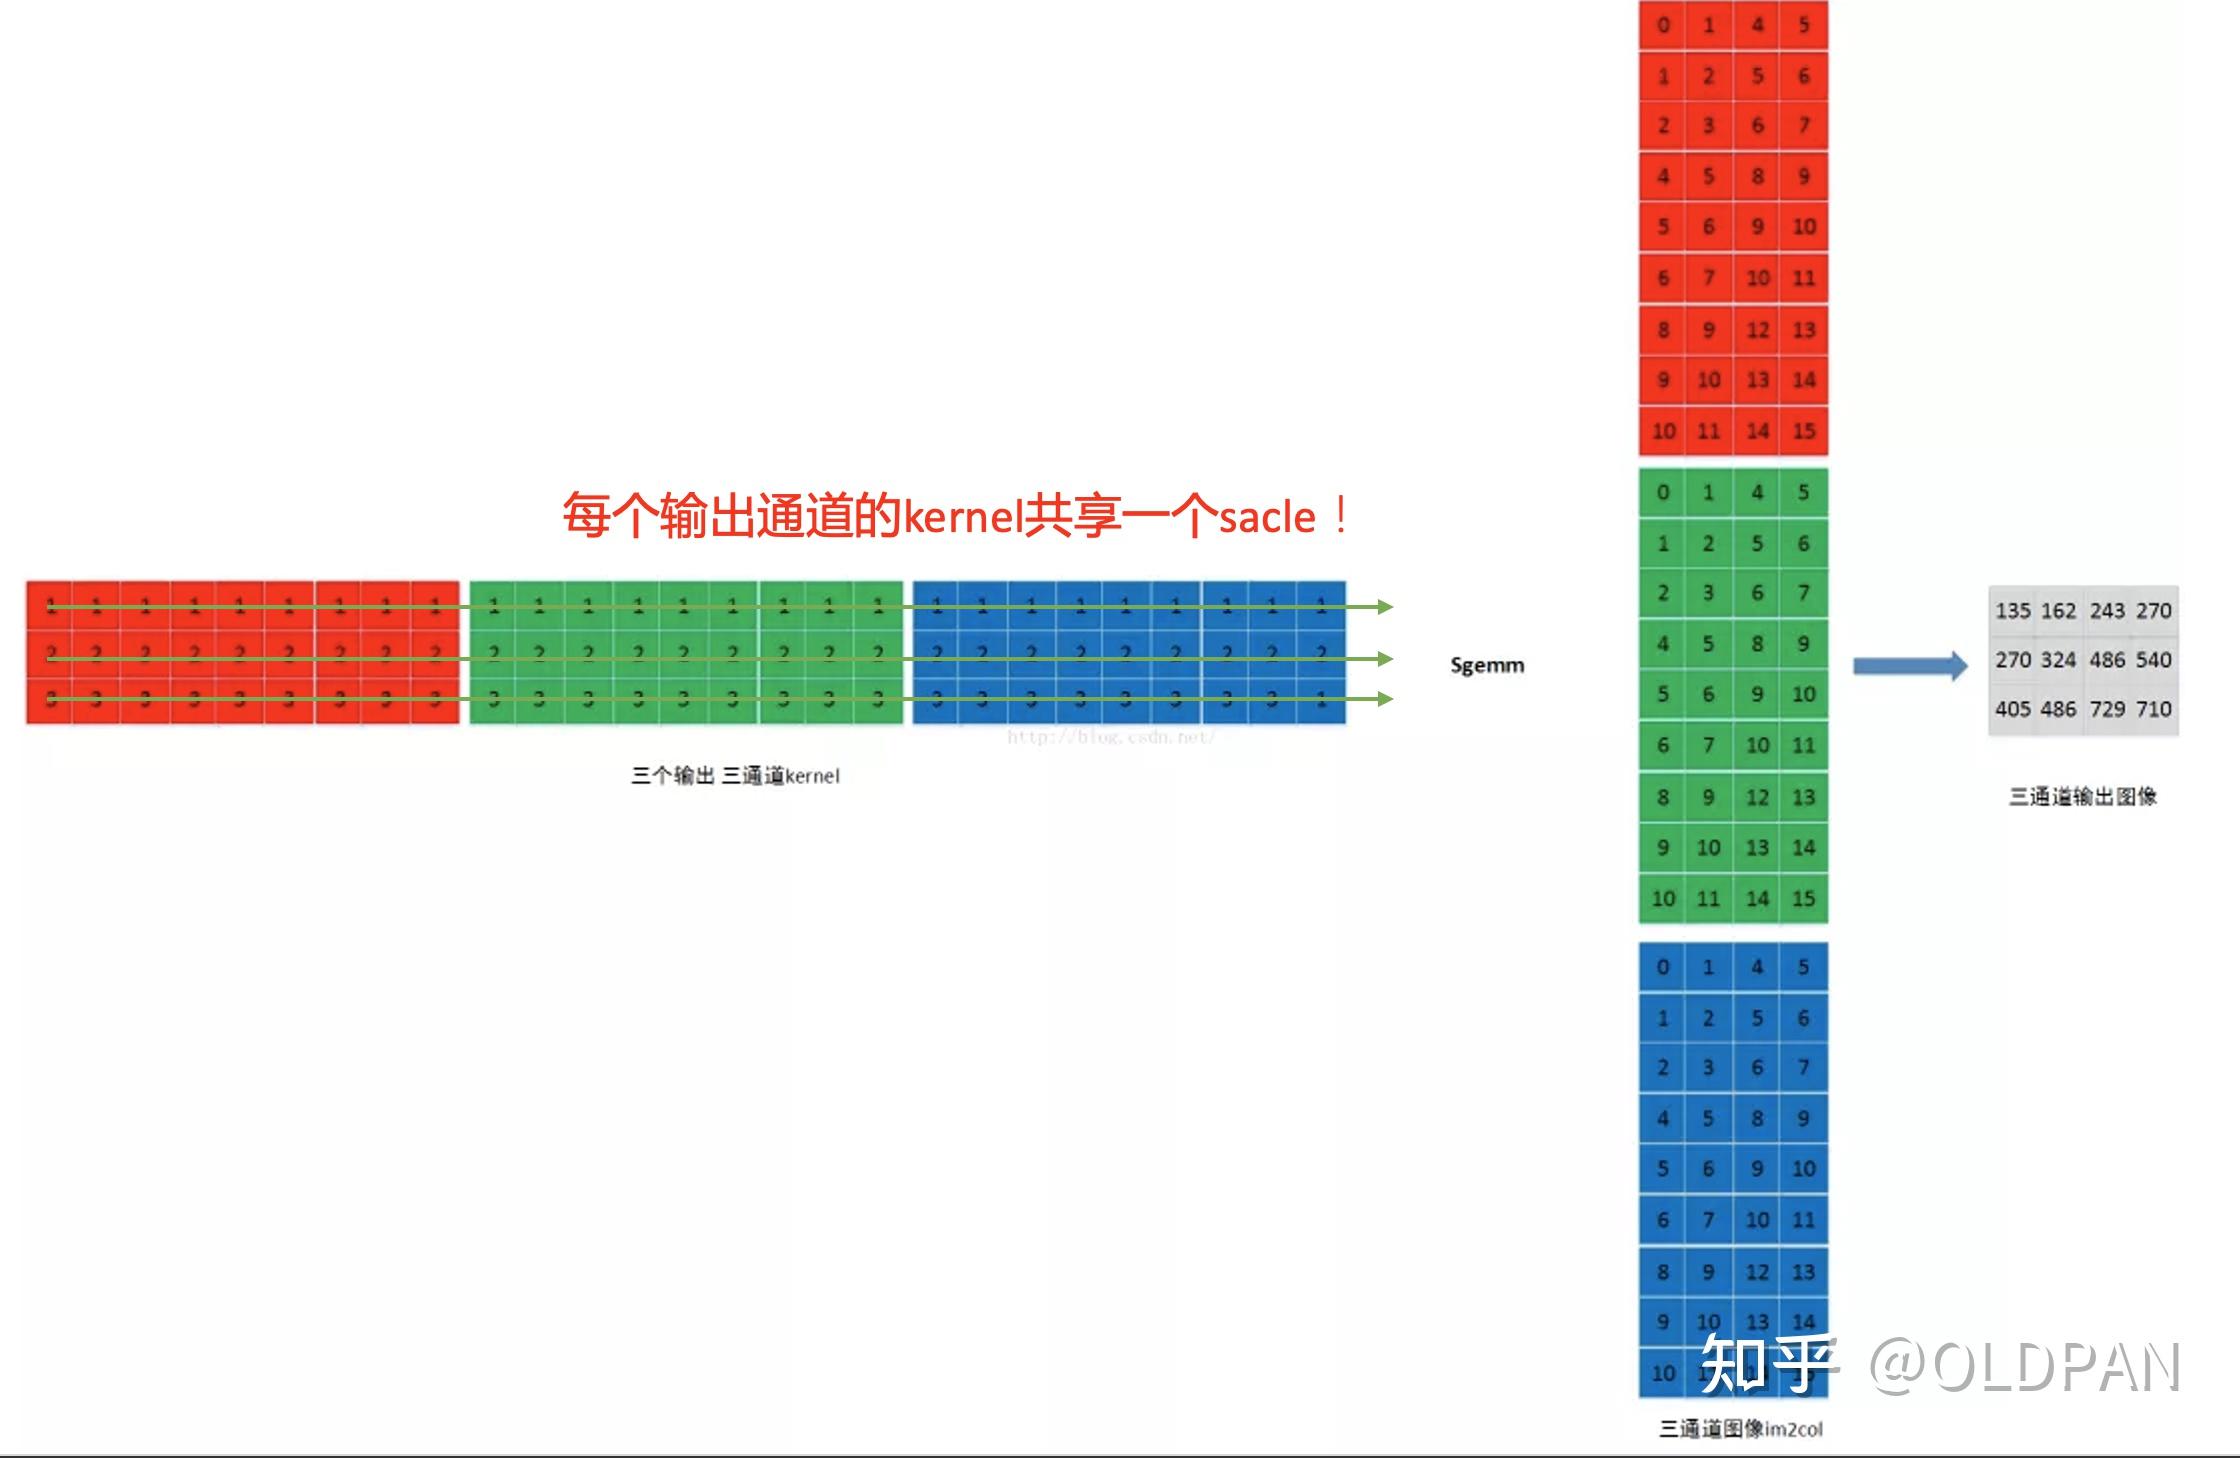 0 1 4 5
1 2 5 6
2 3 6 7
4 5 8 9
5 6 9 10
6 7 10 11
8 9 12 13
9 10 13 14
10 11 14 15
每个输出通道的kernel共享一个sacle！
1 1 1 1 1 1 1 1 1 1 1 1 1 1 1 1 1 1 1 1 1 1 1 1 1 1 1
2 2 2 2 2 2 2 2 2 2 2 2 2 2 2 2 2 2 2 2 2 2 2 2 2 2 2
3 3 3 3 3 3 3 3 3 3 3 3 3 3 3 3 3 3 3 3 3 3 3 3 3 3 1
http://blog.csdn.net/
三个输出 三通道kernel
Sgemm
0 1 4 5
1 2 5 6
2 3 6 7
4 5 8 9
5 6 9 10
6 7 10 11
8 9 12 13
9 10 13 14
10 11 14 15
135 162 243 270
270 324 486 540
405 486 729 710
三通道输出图像
0 1 4 5
1 2 5 6
2 3 6 7
4 5 8 9
5 6 9 10
6 7 10 11
8 9 12 13
9 10 13 14
10
知乎 @OLDPAN
三通道图像im2col